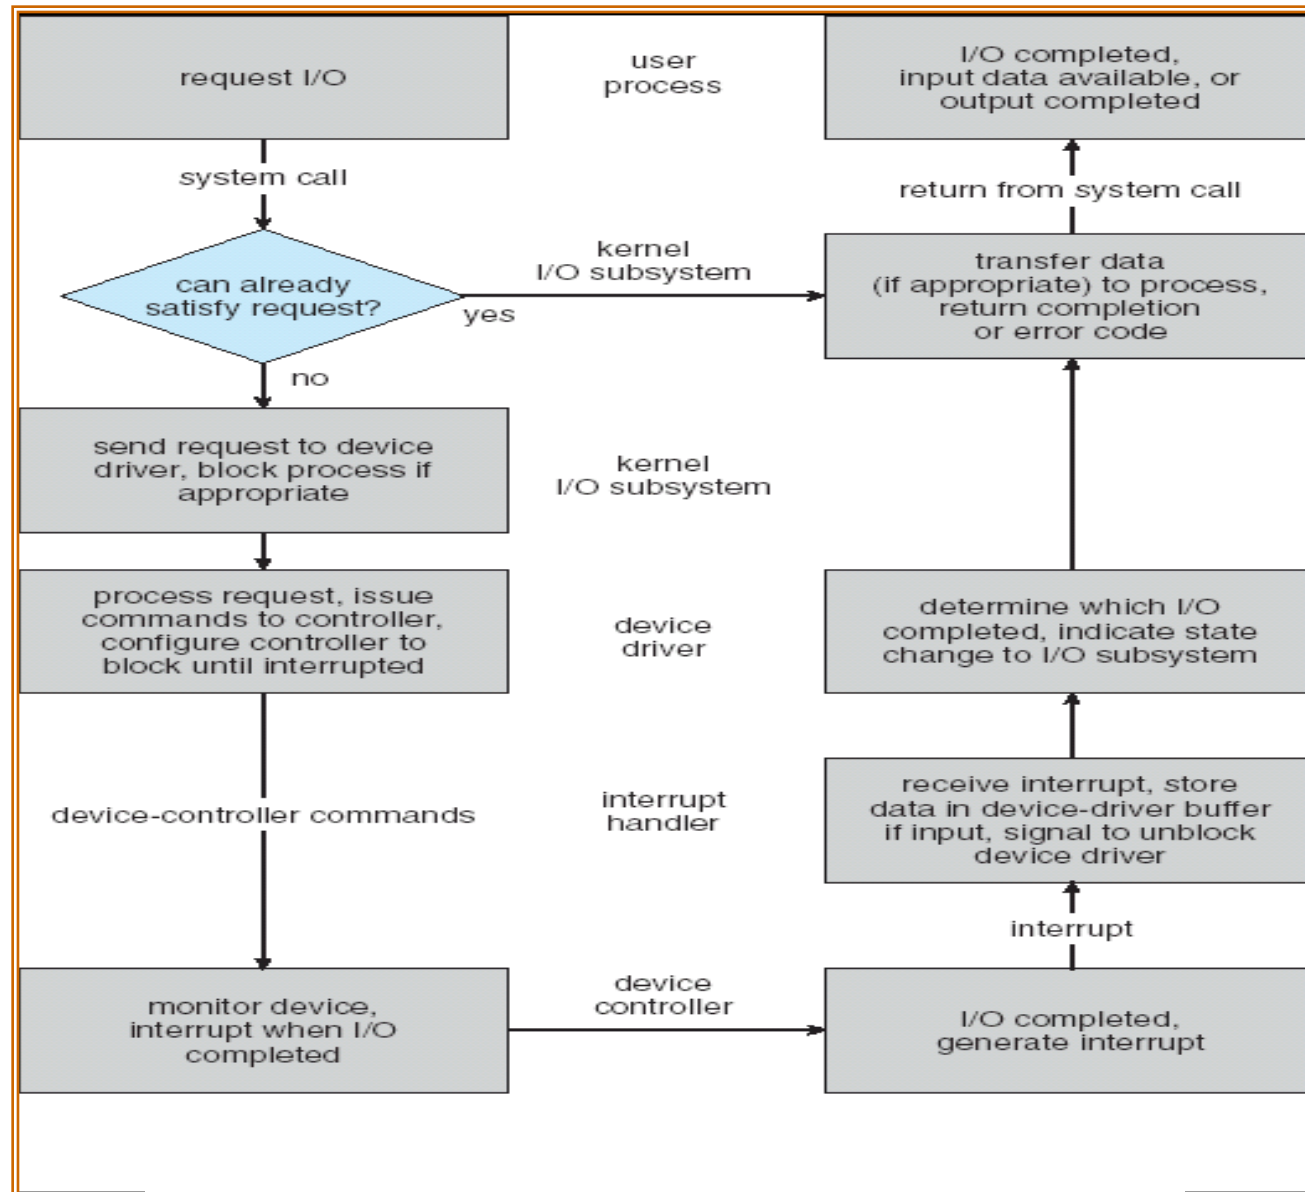 request I/O
user
process
I/O completed,
input data available, or
output completed
system call
return from system call
can already
satisfy request?
kernel
I/O subsystem
yes
transfer data
(if appropriate) to process,
return completion
or error code
no
send request to device
driver, block process if
appropriate
kernel
I/O subsystem
process request, issue
commands to controller,
configure controller to
block until interrupted
device
driver
determine which I/O
completed, indicate state
change to I/O subsystem
device-controller commands
interrupt
handler
receive interrupt, store
data in device-driver buffer
if input, signal to unblock
device driver
interrupt
monitor device,
interrupt when I/O
completed
device
controller
I/O completed,
generate interrupt